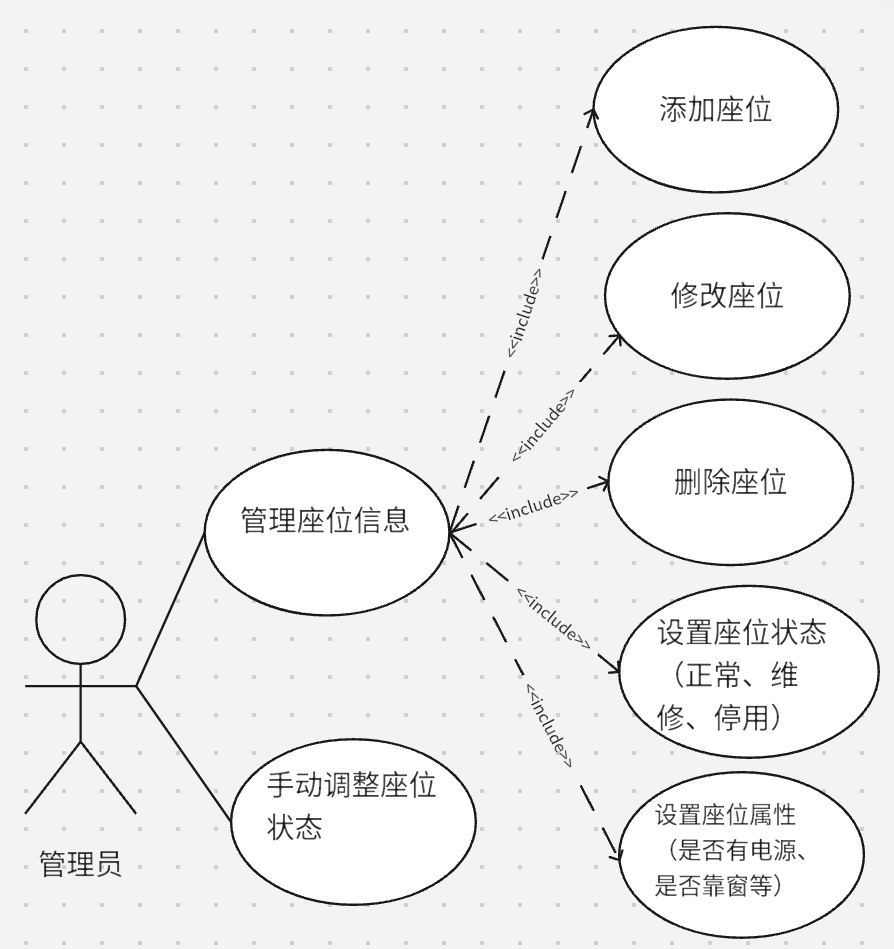 添加座位
<<include>>
修改座位
<<include>>
删除座位
<<include>>
管理座位信息
<<include>>
设置座位状态
（正常、维
修、停用）
<<include>>
手动调整座位
状态
设置座位属性
（是否有电源、
是否靠窗等）
管理员